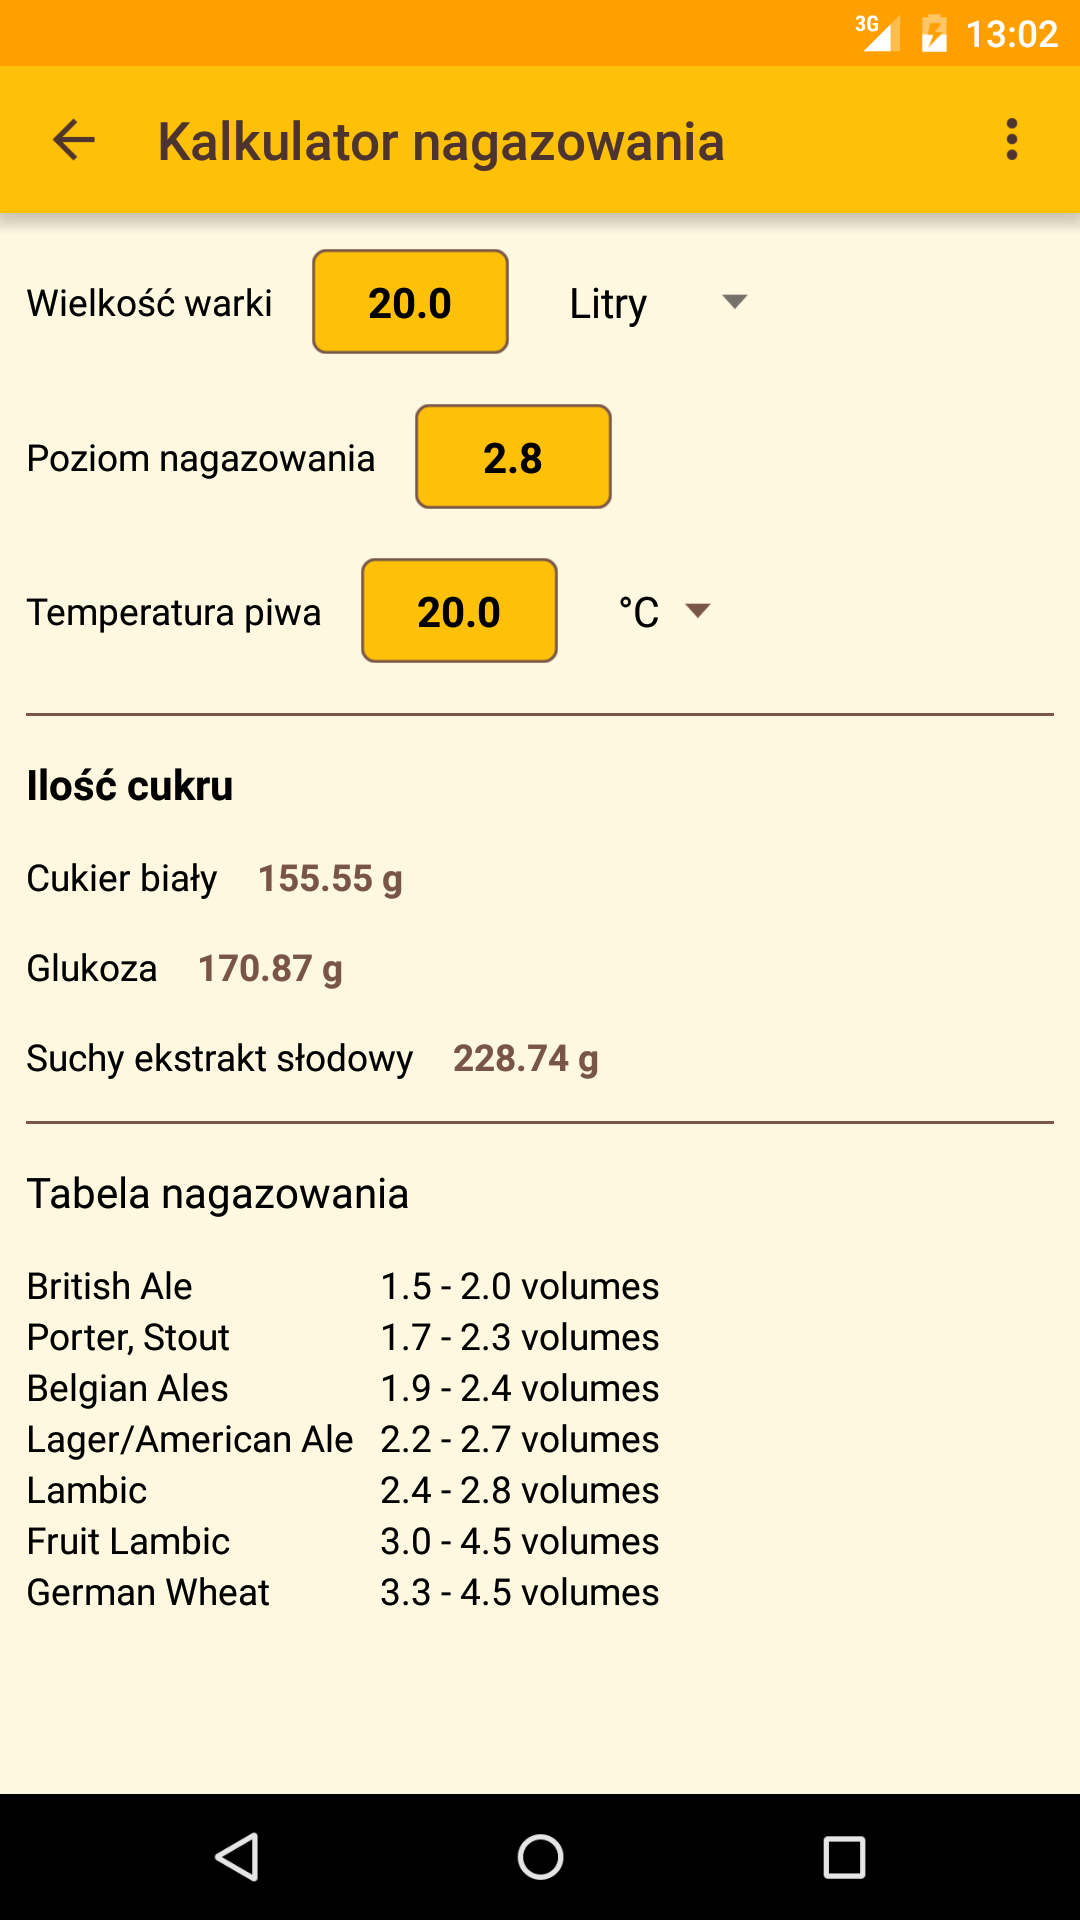 3G 13:02
Kalkulator nagazowania
Wielkość warki 20.0 Litry
Poziom nagazowania 2.8
Temperatura piwa 20.0 °C
Ilość cukru
Cukier biały 155.55 g
Glukoza 170.87 g
Suchy ekstrakt słodowy 228.74 g
Tabela nagazowania
British Ale 1.5 - 2.0 volumes
Porter, Stout 1.7 - 2.3 volumes
Belgian Ales 1.9 - 2.4 volumes
Lager/American Ale 2.2 - 2.7 volumes
Lambic 2.4 - 2.8 volumes
Fruit Lambic 3.0 - 4.5 volumes
German Wheat 3.3 - 4.5 volumes